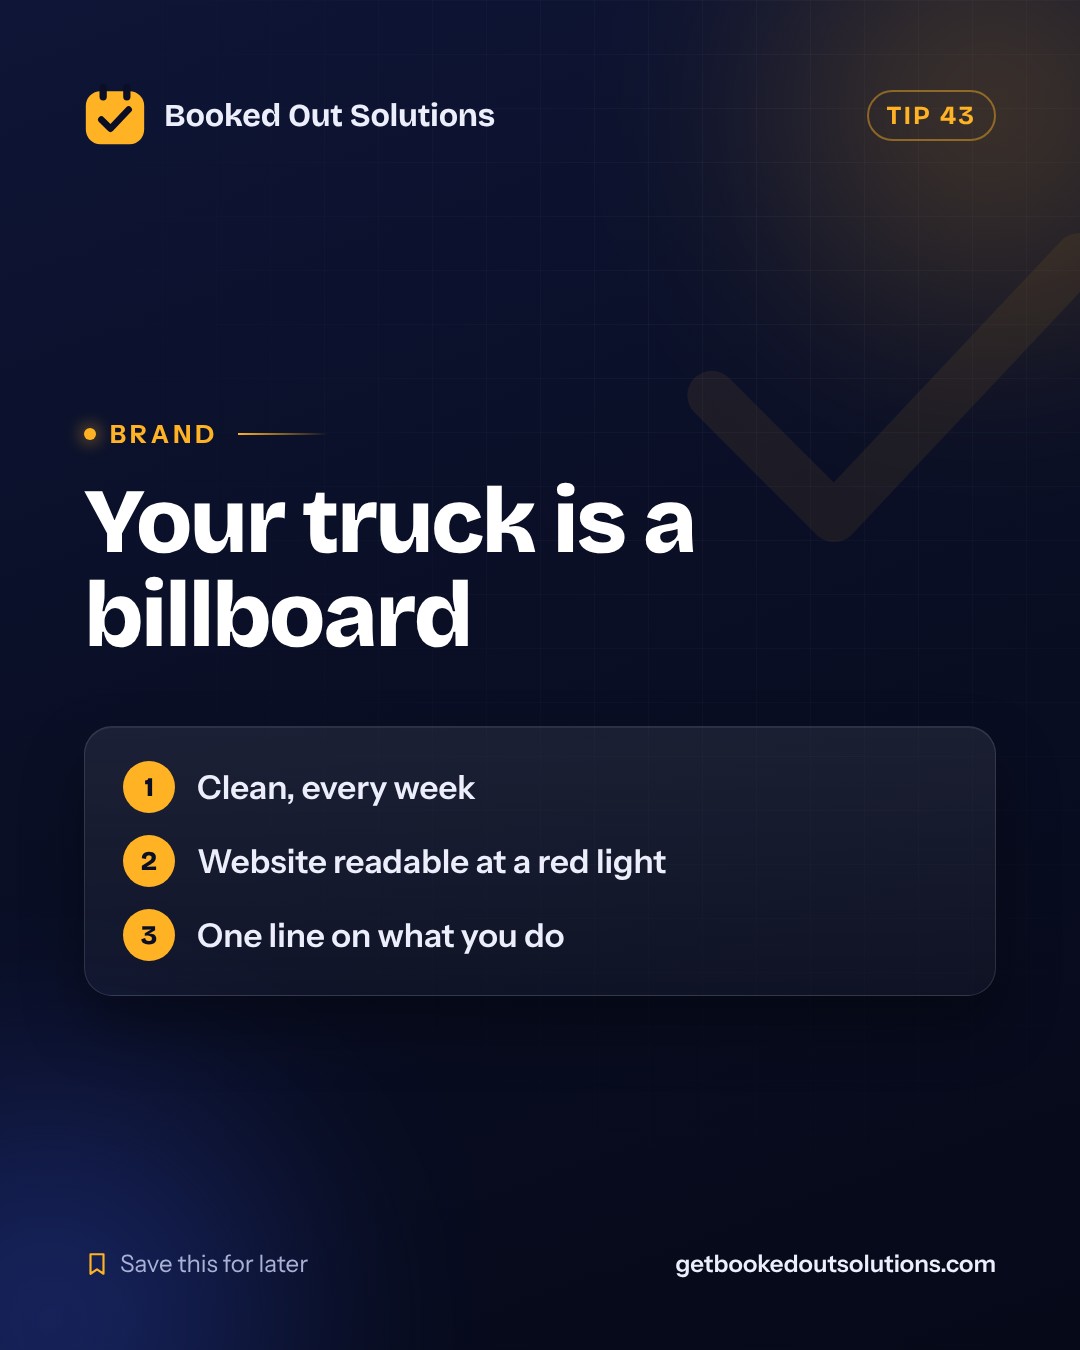 Booked Out Solutions
TIP 43
BRAND
Your truck is a
billboard
1 Clean, every week
2 Website readable at a red light
3 One line on what you do
Save this for later
getbookedoutsolutions.com